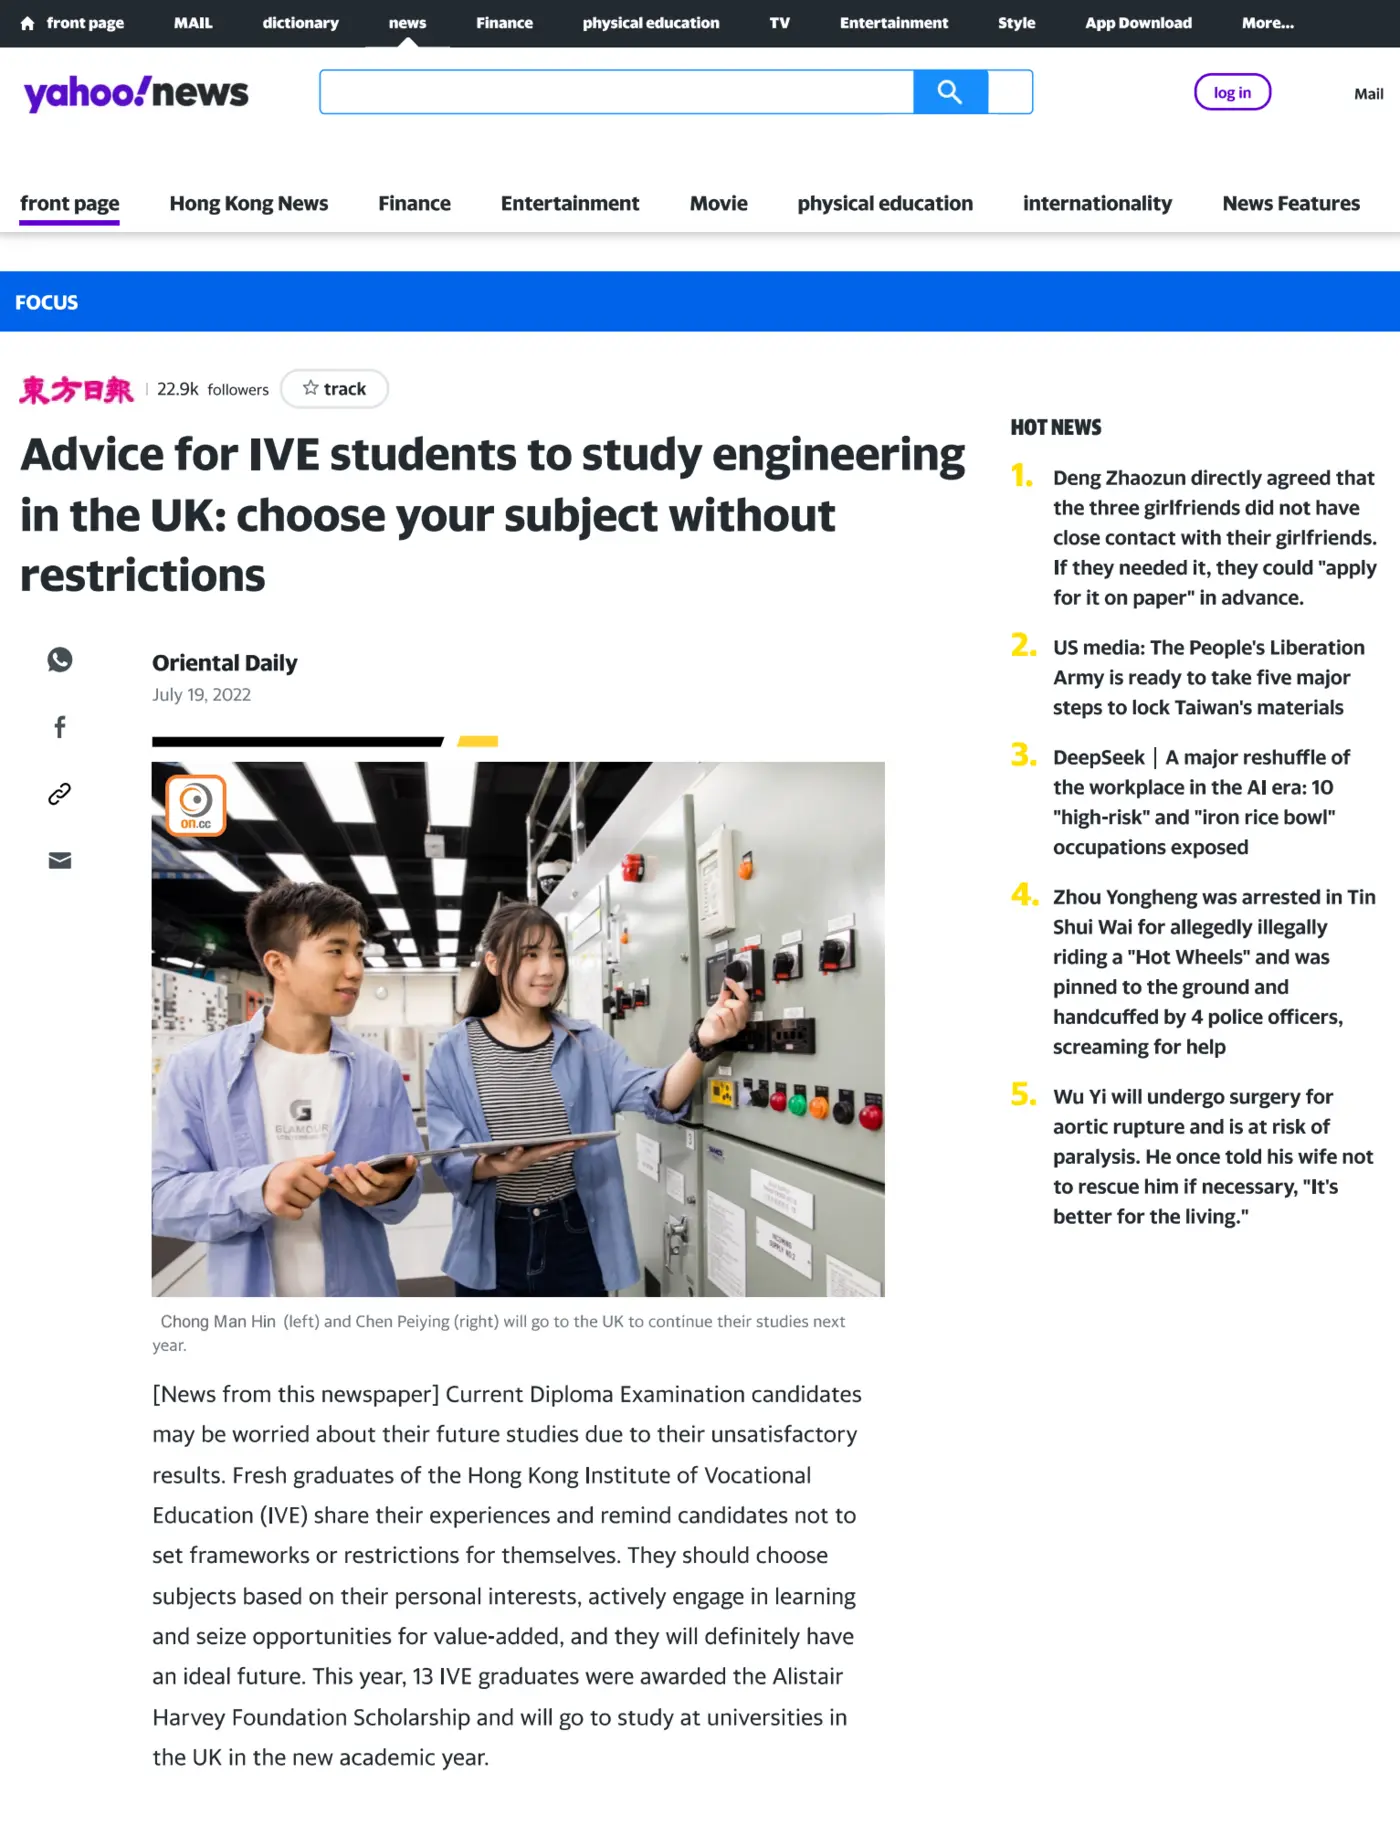 front page MAIL dictionary news Finance physical education TV Entertainment Style App Download More...
yahoo!news
log in
Mail
front page Hong Kong News Finance Entertainment Movie physical education internationality News Features
FOCUS
東方日報 | 22.9k followers ☆ track
Advice for IVE students to study engineering
in the UK: choose your subject without
restrictions
Oriental Daily
July 19, 2022
on.cc
GLAMOUR
INCOMING
SUPPLY NO.2
Chong Man Hin (left) and Chen Peiying (right) will go to the UK to continue their studies next
year.
[News from this newspaper] Current Diploma Examination candidates
may be worried about their future studies due to their unsatisfactory
results. Fresh graduates of the Hong Kong Institute of Vocational
Education (IVE) share their experiences and remind candidates not to
set frameworks or restrictions for themselves. They should choose
subjects based on their personal interests, actively engage in learning
and seize opportunities for value-added, and they will definitely have
an ideal future. This year, 13 IVE graduates were awarded the Alistair
Harvey Foundation Scholarship and will go to study at universities in
the UK in the new academic year.
HOT NEWS
1. Deng Zhaozun directly agreed that
the three girlfriends did not have
close contact with their girlfriends.
If they needed it, they could "apply
for it on paper" in advance.
2. US media: The People's Liberation
Army is ready to take five major
steps to lock Taiwan's materials
3. DeepSeek | A major reshuffle of
the workplace in the AI era: 10
"high-risk" and "iron rice bowl"
occupations exposed
4. Zhou Yongheng was arrested in Tin
Shui Wai for allegedly illegally
riding a "Hot Wheels" and was
pinned to the ground and
handcuffed by 4 police officers,
screaming for help
5. Wu Yi will undergo surgery for
aortic rupture and is at risk of
paralysis. He once told his wife not
to rescue him if necessary, "It's
better for the living."